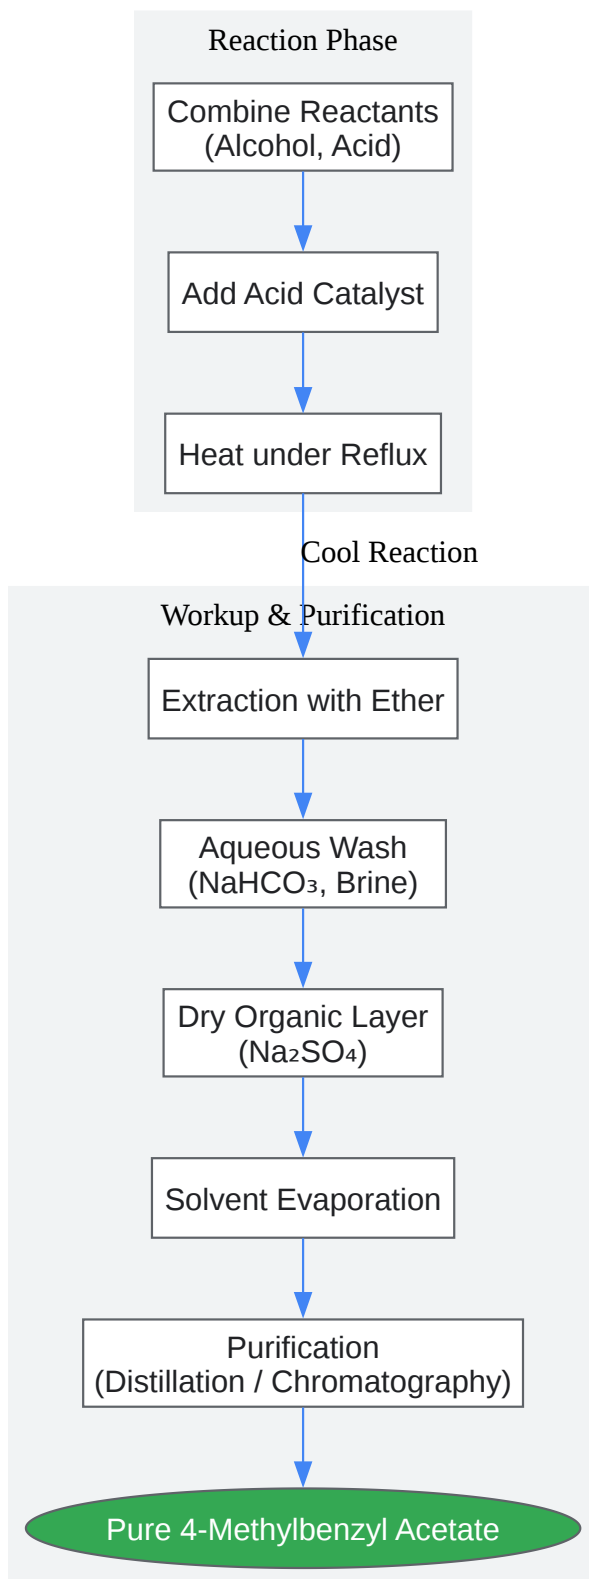 Reaction Phase
Combine Reactants
(Alcohol, Acid)
Add Acid Catalyst
Heat under Reflux
Cool Reaction
Workup & Purification
Extraction with Ether
Aqueous Wash
(NaHCO₃, Brine)
Dry Organic Layer
(Na₂SO₄)
Solvent Evaporation
Purification
(Distillation / Chromatography)
Pure 4-Methylbenzyl Acetate